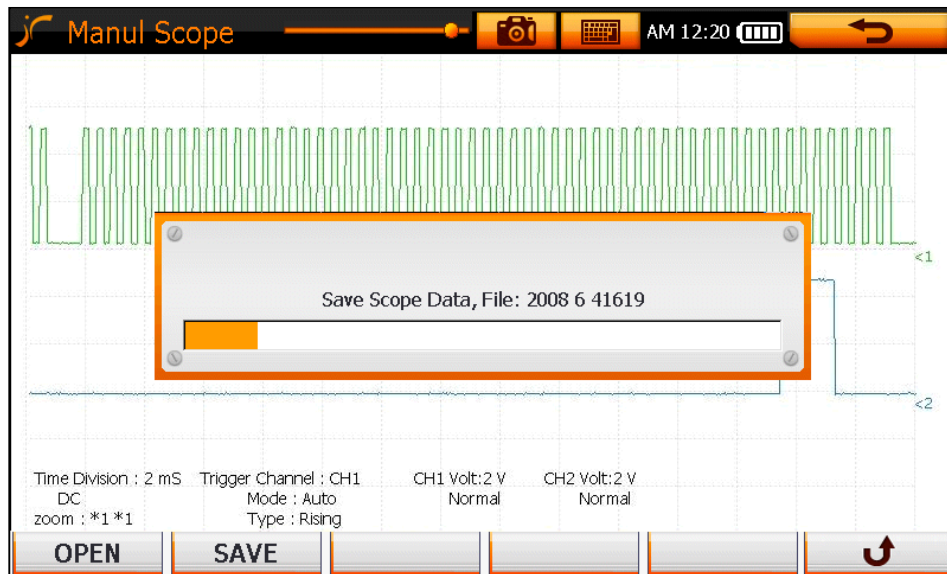 Manul Scope
AM 12:20
<1
Save Scope Data, File: 2008 6 41619
<2
Time Division : 2 mS Trigger Channel : CH1 CH1 Volt:2 V CH2 Volt:2 V
DC Mode : Auto Normal Normal
zoom : *1 *1 Type : Rising
OPEN SAVE